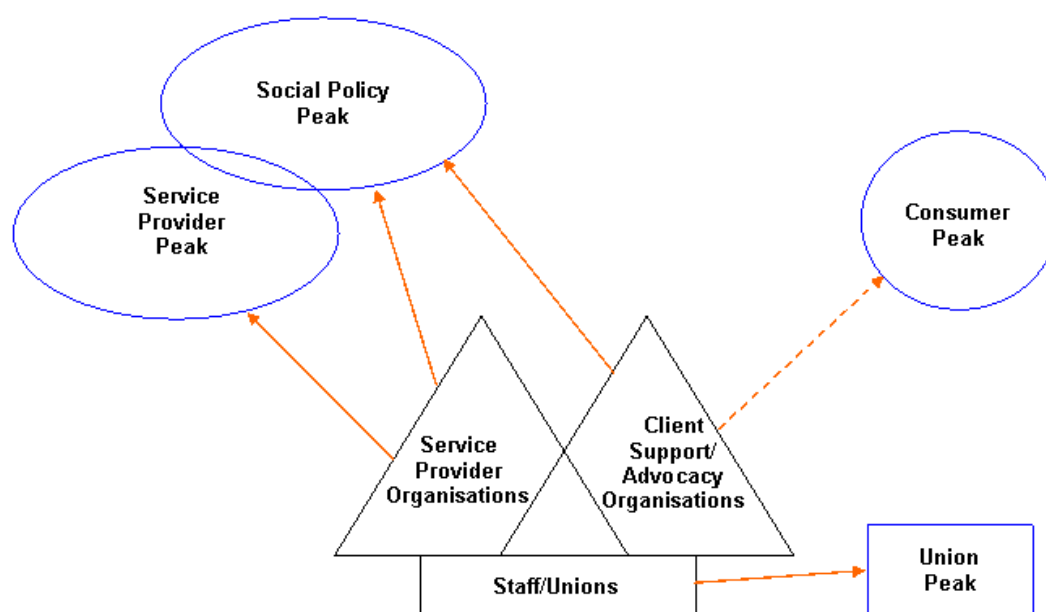 Social Policy
Peak
Service
Provider
Peak
Consumer
Peak
Service
Provider
Organisations
Client
Support/
Advocacy
Organisations
Staff/Unions
Union
Peak